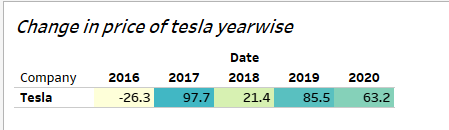 Change in price of tesla yearwise
Date
Company 2016 2017 2018 2019 2020
Tesla -26.3 97.7 21.4 85.5 63.2